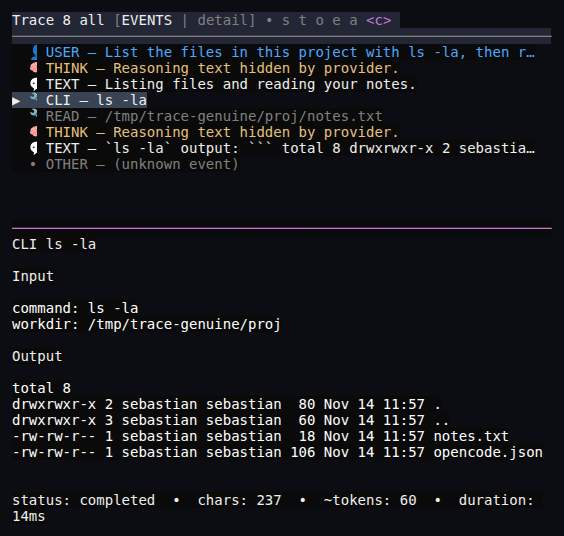 Trace 8 all [EVENTS | detail] • s t o e a <c>
USER — List the files in this project with ls -la, then r…
THINK — Reasoning text hidden by provider.
TEXT — Listing files and reading your notes.
▶ CLI — ls -la
READ — /tmp/trace-genuine/proj/notes.txt
THINK — Reasoning text hidden by provider.
TEXT — `ls -la` output: ``` total 8 drwxrwxr-x 2 sebastia…
• OTHER — (unknown event)
CLI ls -la
Input
command: ls -la
workdir: /tmp/trace-genuine/proj
Output
total 8
drwxrwxr-x 2 sebastian sebastian  80 Nov 14 11:57 .
drwxrwxr-x 3 sebastian sebastian  60 Nov 14 11:57 ..
-rw-rw-r-- 1 sebastian sebastian  18 Nov 14 11:57 notes.txt
-rw-rw-r-- 1 sebastian sebastian 106 Nov 14 11:57 opencode.json
status: completed  •  chars: 237  •  ~tokens: 60  •  duration:
14ms